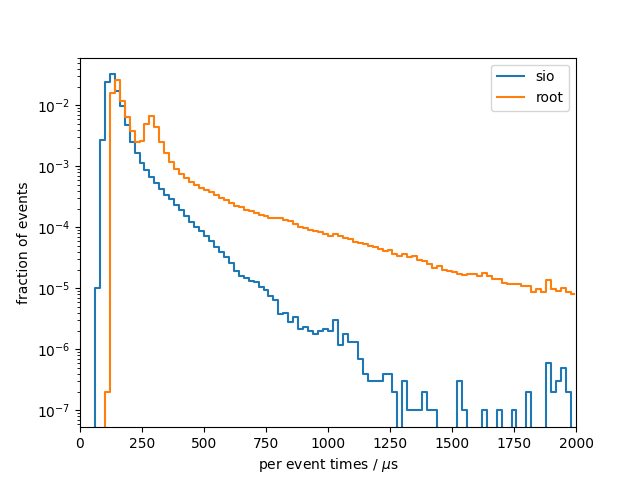 sio
root
fraction of events
10⁻²
10⁻³
10⁻⁴
10⁻⁵
10⁻⁶
10⁻⁷
0 250 500 750 1000 1250 1500 1750 2000
per event times / μs